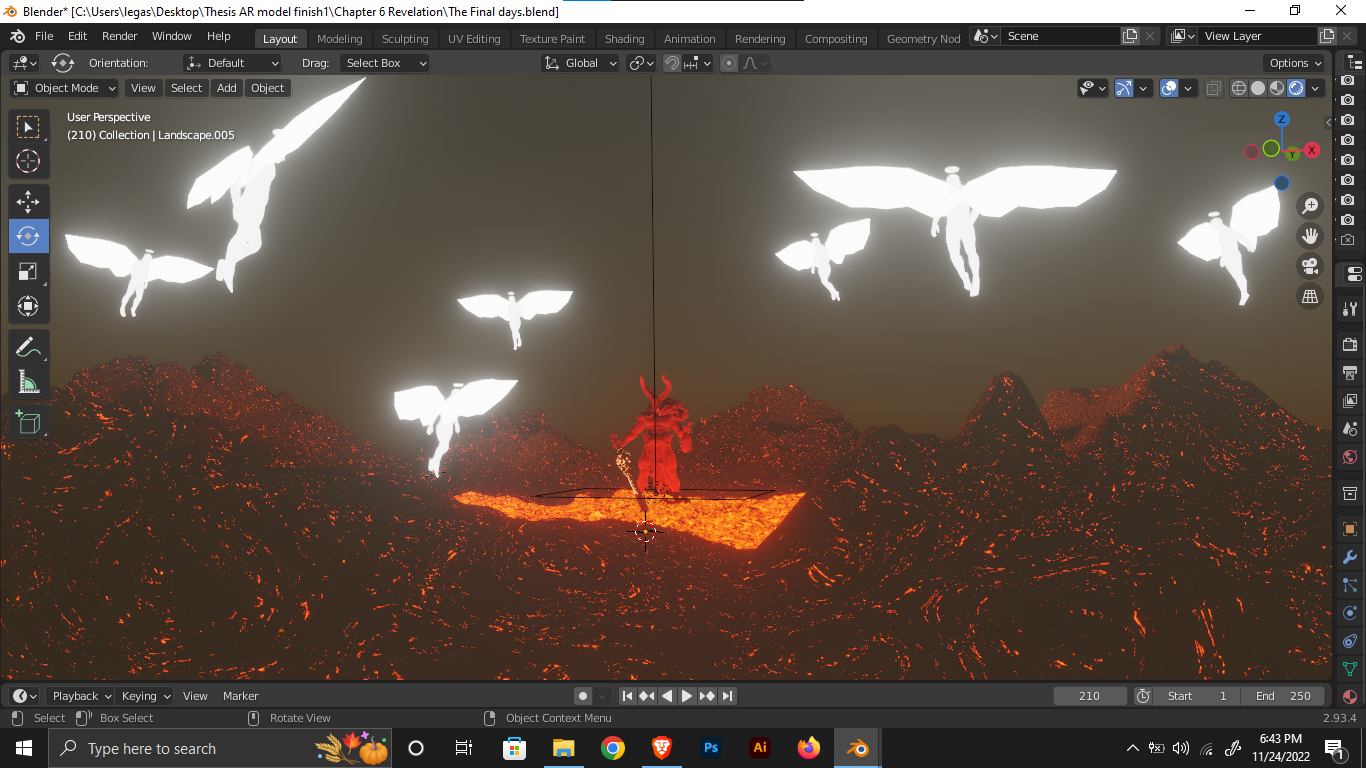 Blender* [C:\Users\legas\Desktop\Thesis AR model finish1\Chapter 6 Revelation\The Final days.blend]
File Edit Render Window Help Layout Modeling Sculpting UV Editing Texture Paint Shading Animation Rendering Compositing Geometry Nod Scene View Layer
Orientation: Default Drag: Select Box Global Options
Object Mode View Select Add Object
User Perspective
(210) Collection | Landscape.005
Z
Y
X
Playback Keying View Marker 210 Start 1 End 250
Select Box Select Rotate View Object Context Menu 2.93.4
Type here to search Ps Ai 6:43 PM
11/24/2022 1